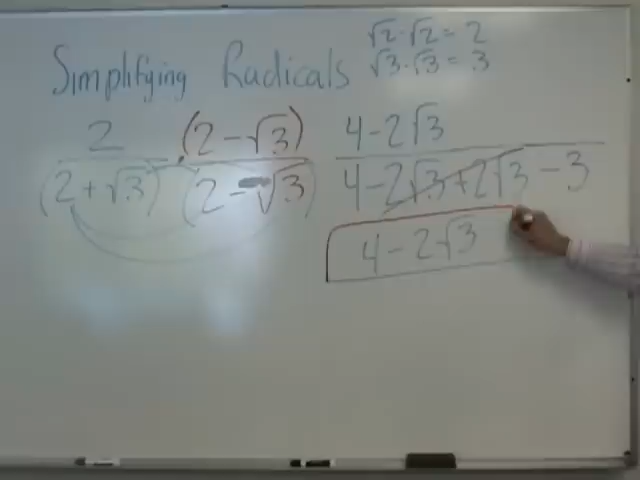 Simplifying Radicals
√2 · √2 = 2
√3 · √3 = 3
2 · (2 - √3)
(2 + √3) (2 - √3)
4 - 2√3
4 - 2√3 + 2√3 - 3
4 - 2√3